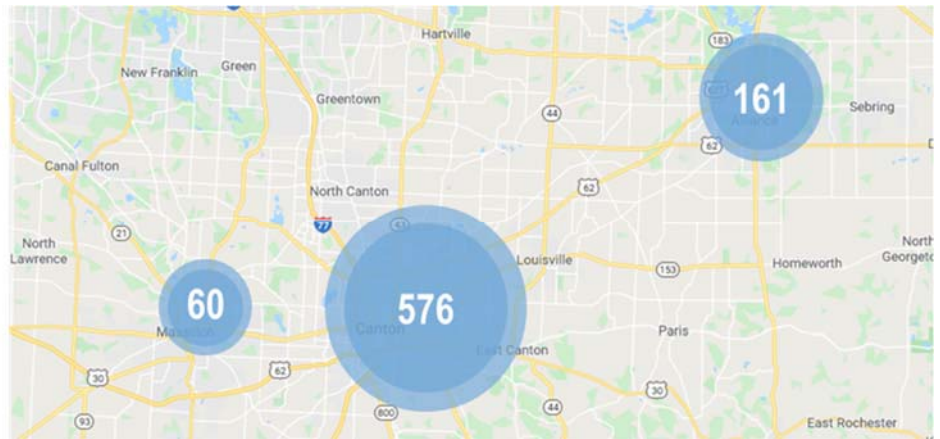 Hartville
183
New Franklin
Green
161
Greentown
Sebring
Alliance
44
62
Canal Fulton
62
North Canton
77
21
North
Lawrence
Louisville
153
Homeworth
North
60
576
Massillon
Canton
Paris
East Canton
30
62
800
44
30
93
East Rochester